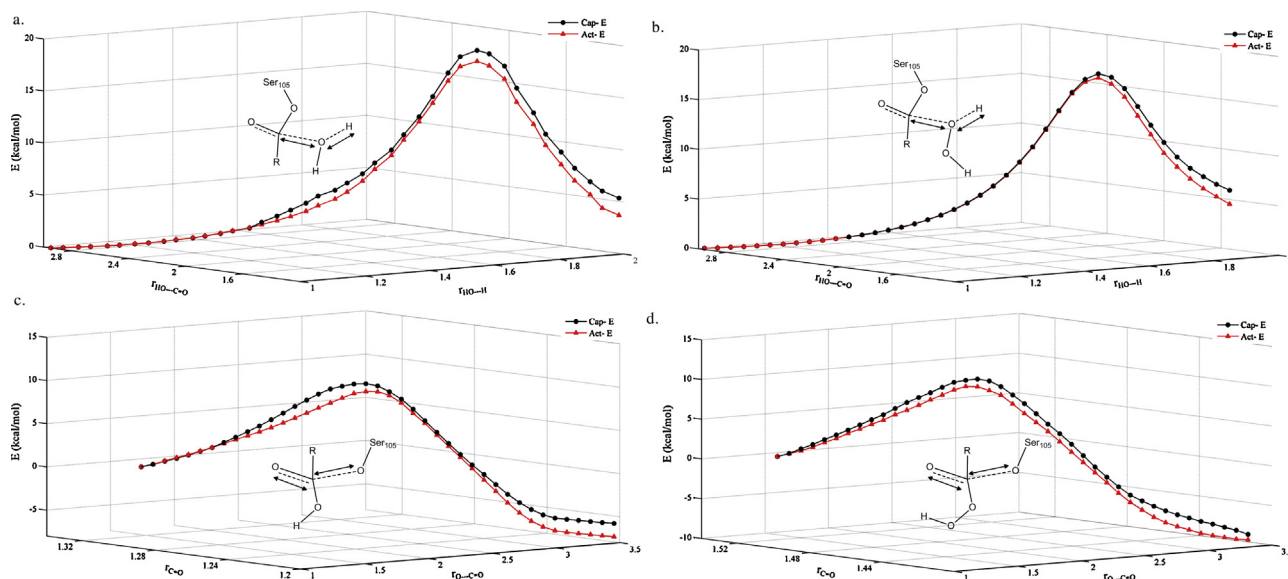 a.
Cap- E
Act- E
20
15
10
5
0
E (kcal/mol)
Ser105
O
O
R
O
H
H
2.8
2.4
2
1.6
1
1.2
1.4
1.6
1.8
2
rHO---C=O
rHO---H
b.
Cap- E
Act- E
20
15
10
5
0
E (kcal/mol)
Ser105
O
O
R
O
H
O
H
2.8
2.4
2
1.6
1
1.2
1.4
1.6
1.8
rHO---C=O
rHO---H
c.
Cap- E
Act- E
15
10
5
0
-5
E (kcal/mol)
Ser105
R
O
O
O
H
1.32
1.28
1.24
1.2
1
1.5
2
2.5
3
3.5
rC=O
rO---C=O
d.
Cap- E
Act- E
15
10
5
0
-5
-10
E (kcal/mol)
Ser105
R
O
O
O
H
O
1.52
1.48
1.44
1
1.5
2
2.5
3
rC=O
rO---C=O